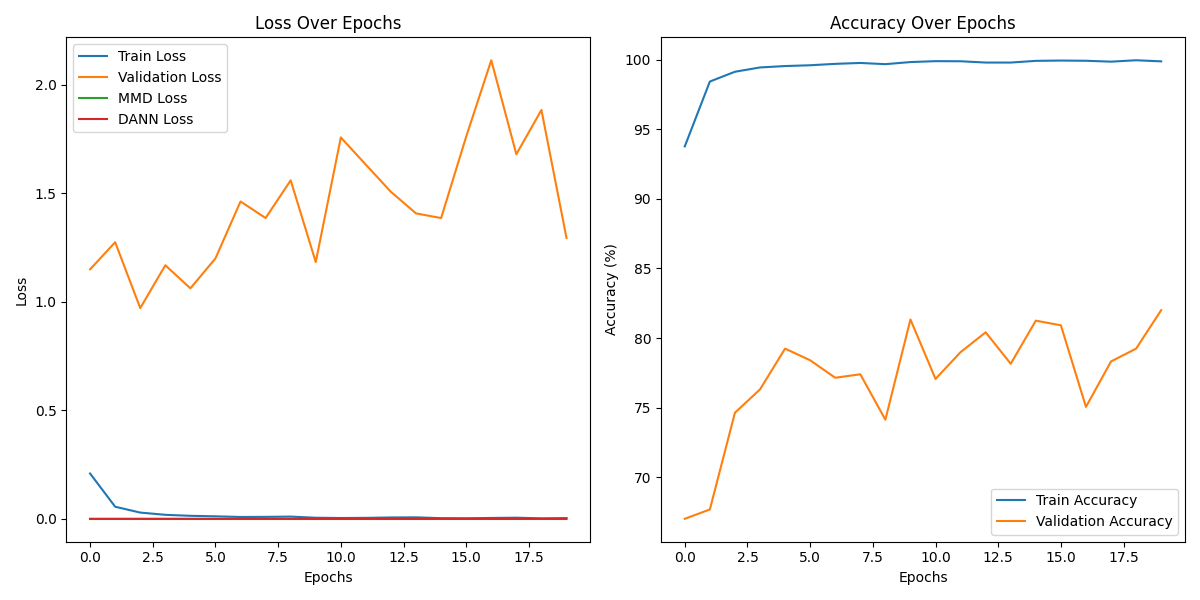 Loss Over Epochs
Train Loss
Validation Loss
MMD Loss
DANN Loss
2.0
1.5
1.0
0.5
0.0
Loss
0.0 2.5 5.0 7.5 10.0 12.5 15.0 17.5
Epochs
Accuracy Over Epochs
100
95
90
85
80
75
70
Accuracy (%)
Train Accuracy
Validation Accuracy
0.0 2.5 5.0 7.5 10.0 12.5 15.0 17.5
Epochs